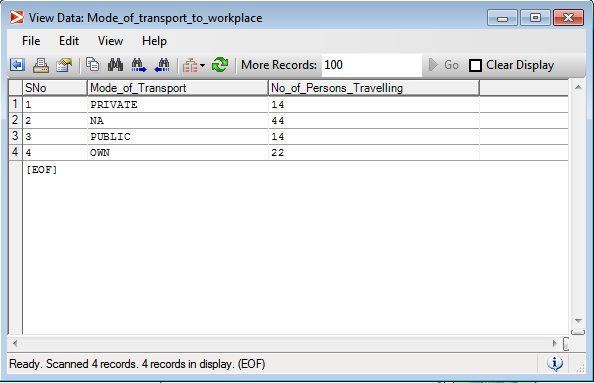 View Data: Mode_of_transport_to_workplace
File Edit View Help
More Records: 100 Go Clear Display
SNo Mode_of_Transport No_of_Persons_Travelling
1 1 PRIVATE 14
2 2 NA 44
3 3 PUBLIC 14
4 4 OWN 22
[EOF]
Ready. Scanned 4 records. 4 records in display. (EOF)